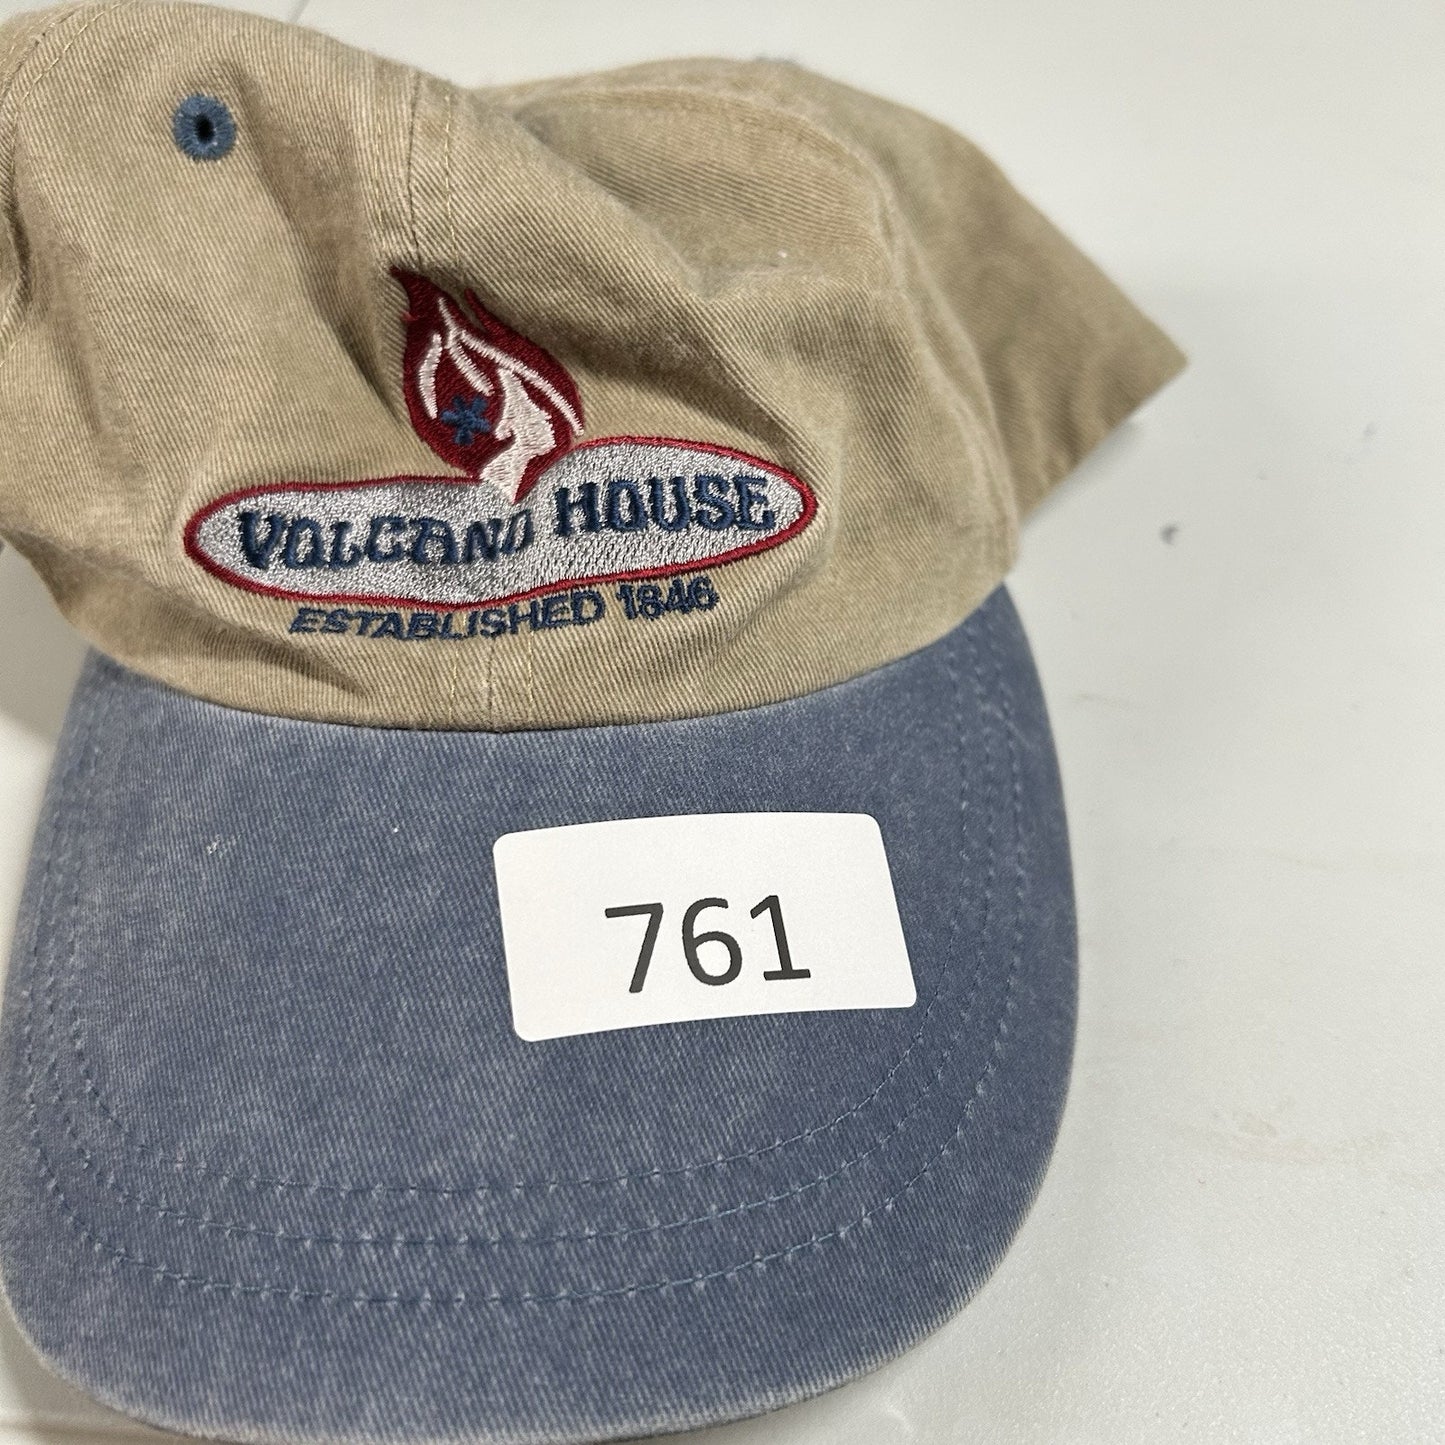 VOLCANO HOUSE
ESTABLISHED 1846
761